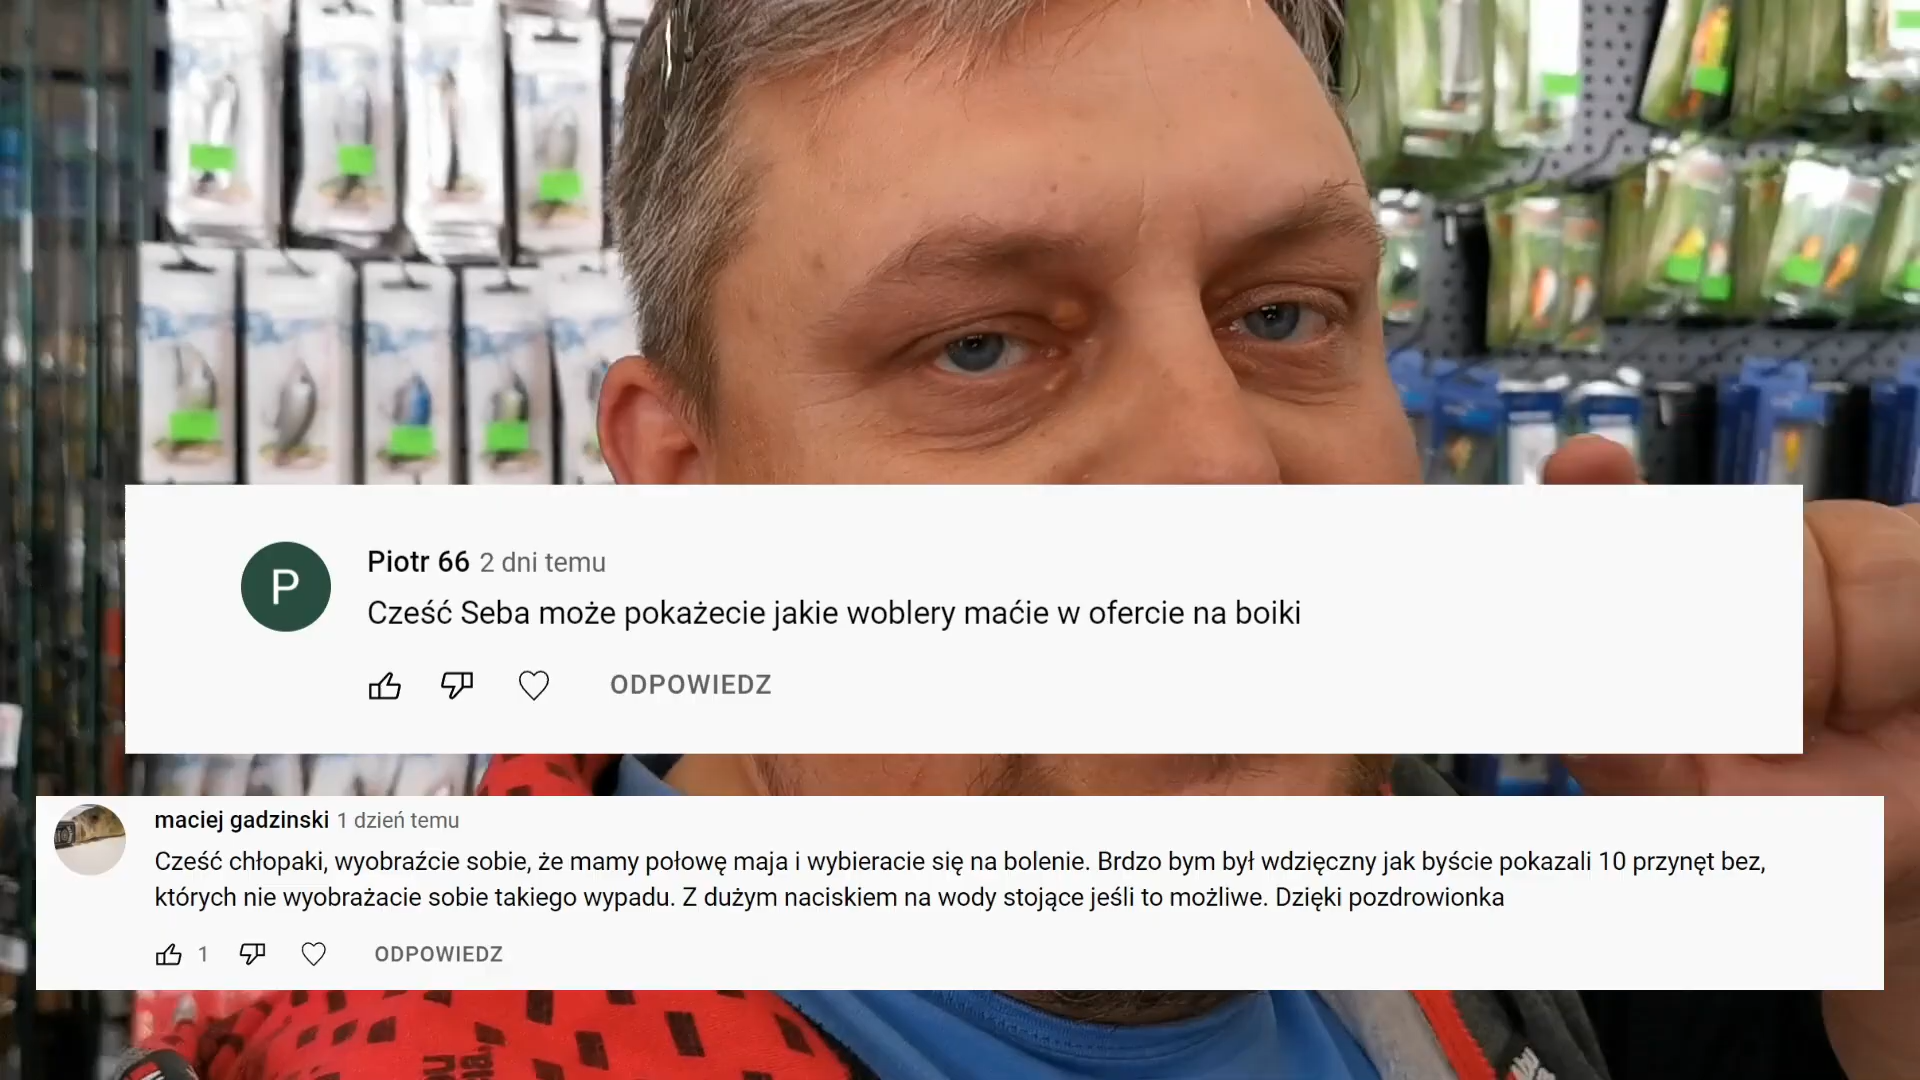 P
Piotr 66 2 dni temu
Cześć Seba może pokażecie jakie woblery maćie w ofercie na boiki
ODPOWIEDZ
maciej gadzinski 1 dzień temu
Cześć chłopaki, wyobraźcie sobie, że mamy połowę maja i wybieracie się na bolenie. Brdzo bym był wdzięczny jak byście pokazali 10 przynęt bez,
których nie wyobrażacie sobie takiego wypadu. Z dużym naciskiem na wody stojące jeśli to możliwe. Dzięki pozdrowionka
1
ODPOWIEDZ